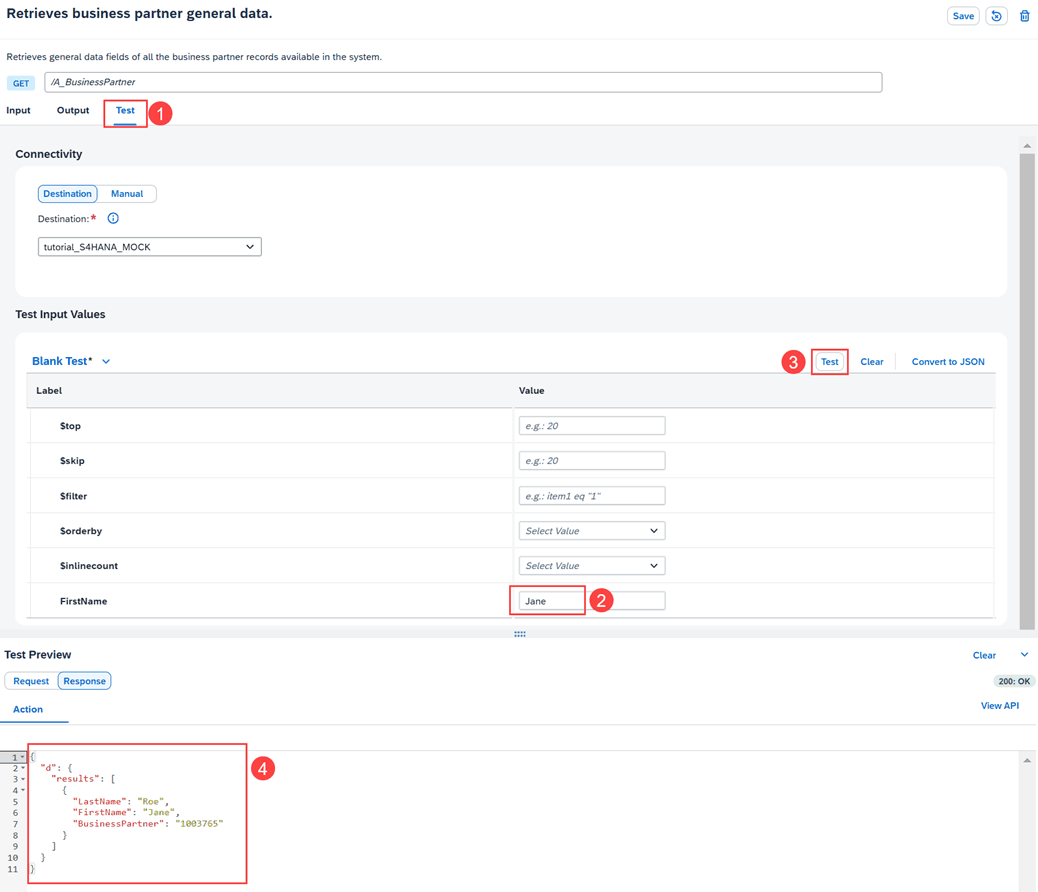 Retrieves business partner general data.
Save
Retrieves general data fields of all the business partner records available in the system.
GET /A_BusinessPartner
Input Output Test 1
Connectivity
Destination Manual
Destination:*
tutorial_S4HANA_MOCK
Test Input Values
Blank Test* 3 Test Clear Convert to JSON
Label Value
$top e.g.: 20
$skip e.g.: 20
$filter e.g.: item1 eq "1"
$orderby Select Value
$inlinecount Select Value
FirstName Jane 2
Test Preview Clear
Request Response 200: OK
Action View API
1 {
2 "d": {
3 "results": [
4 {
5 "LastName": "Roe",
6 "FirstName": "Jane",
7 "BusinessPartner": "1003765"
8 }
9 ]
10 }
11 }
4